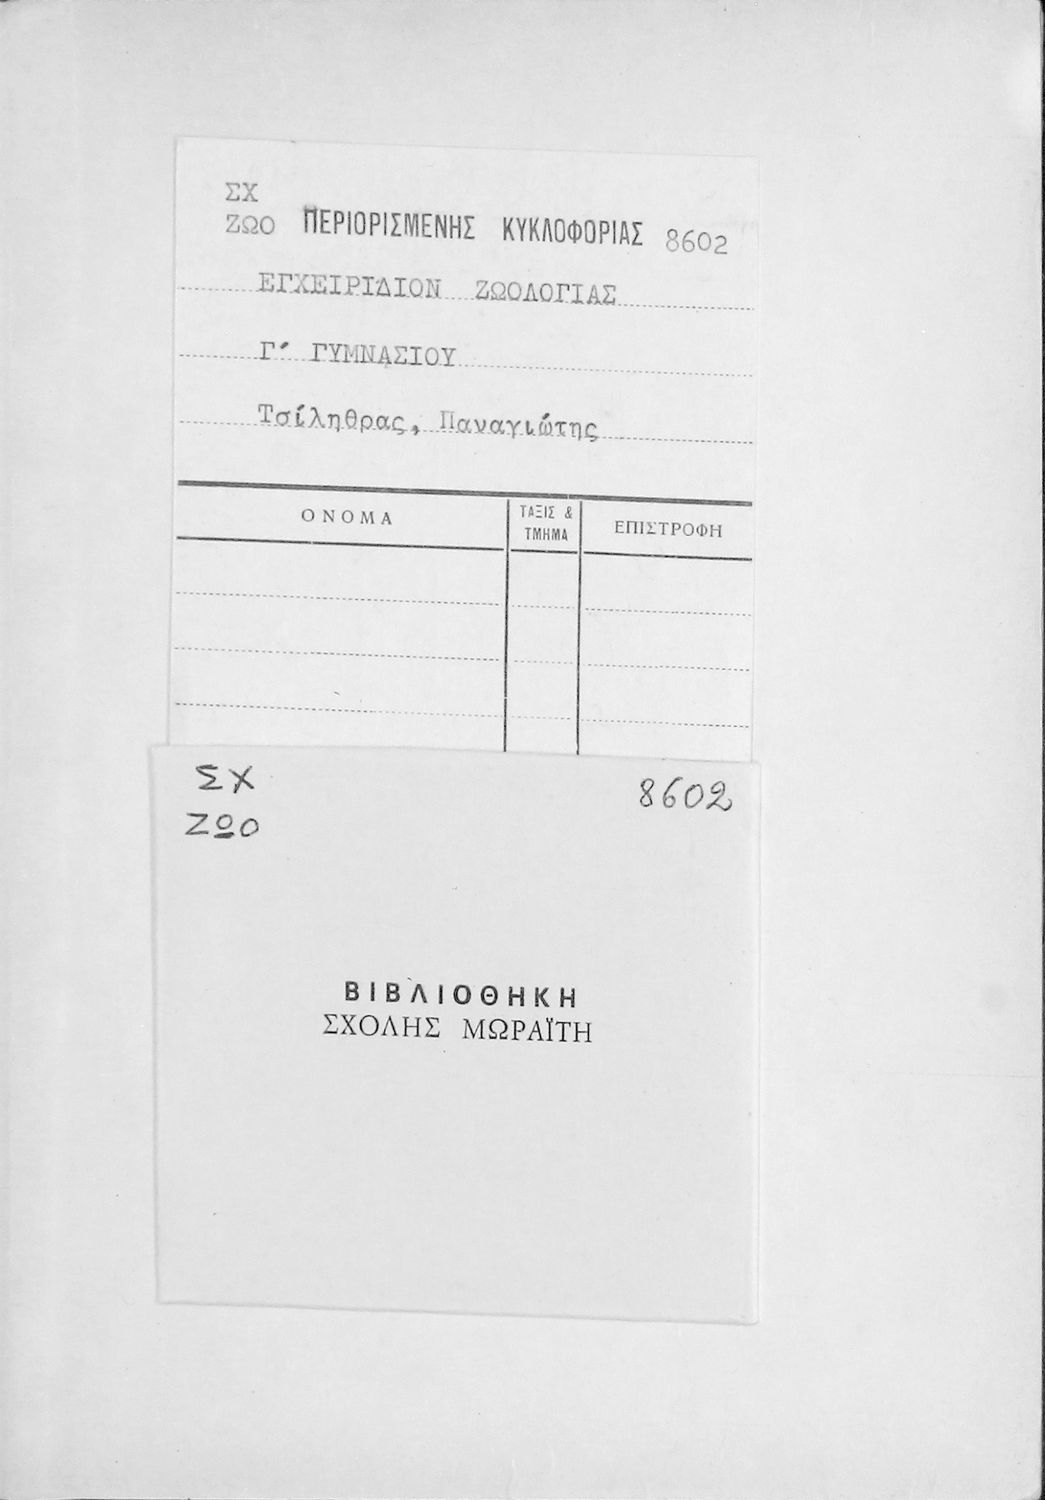 ΣΧ
ΖΩΟ ΠΕΡΙΟΡΙΣΜΕΝΗΣ ΚΥΚΛΟΦΟΡΙΑΣ 8602
ΕΓΧΕΙΡΙΔΙΟΝ ΖΩΟΛΟΓΙΑΣ
Γ΄ ΓΥΜΝΑΣΙΟΥ
Τσίληθρας, Παναγιώτης
ΟΝΟΜΑ ΤΑΞΙΣ & ΤΜΗΜΑ ΕΠΙΣΤΡΟΦΗ
ΣΧ 8602
ΖΩΟ
ΒΙΒΛΙΟΘΗΚΗ
ΣΧΟΛΗΣ ΜΩΡΑΪΤΗ